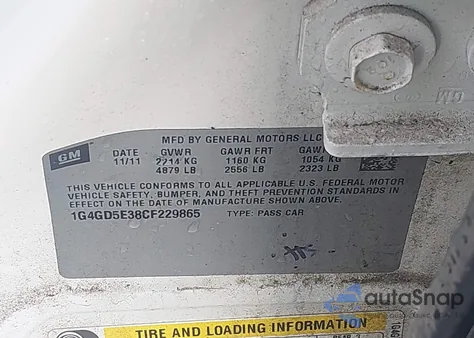 MFD BY GENERAL MOTORS LLC
GM
DATE GVWR GAWR FRT
11/11 2214 KG 1160 KG 1054 KG
4879 LB 2556 LB 2323 LB
THIS VEHICLE CONFORMS TO ALL APPLICABLE U.S. FEDERAL MOTOR
VEHICLE SAFETY, BUMPER, AND THEFT PREVENTION STANDARDS IN
EFFECT ON THE DATE OF MANUFACTURE SHOWN ABOVE.
1G4GD5E38CF229865 TYPE: PASS CAR
GM
TIRE AND LOADING INFORMATION
autoSnap